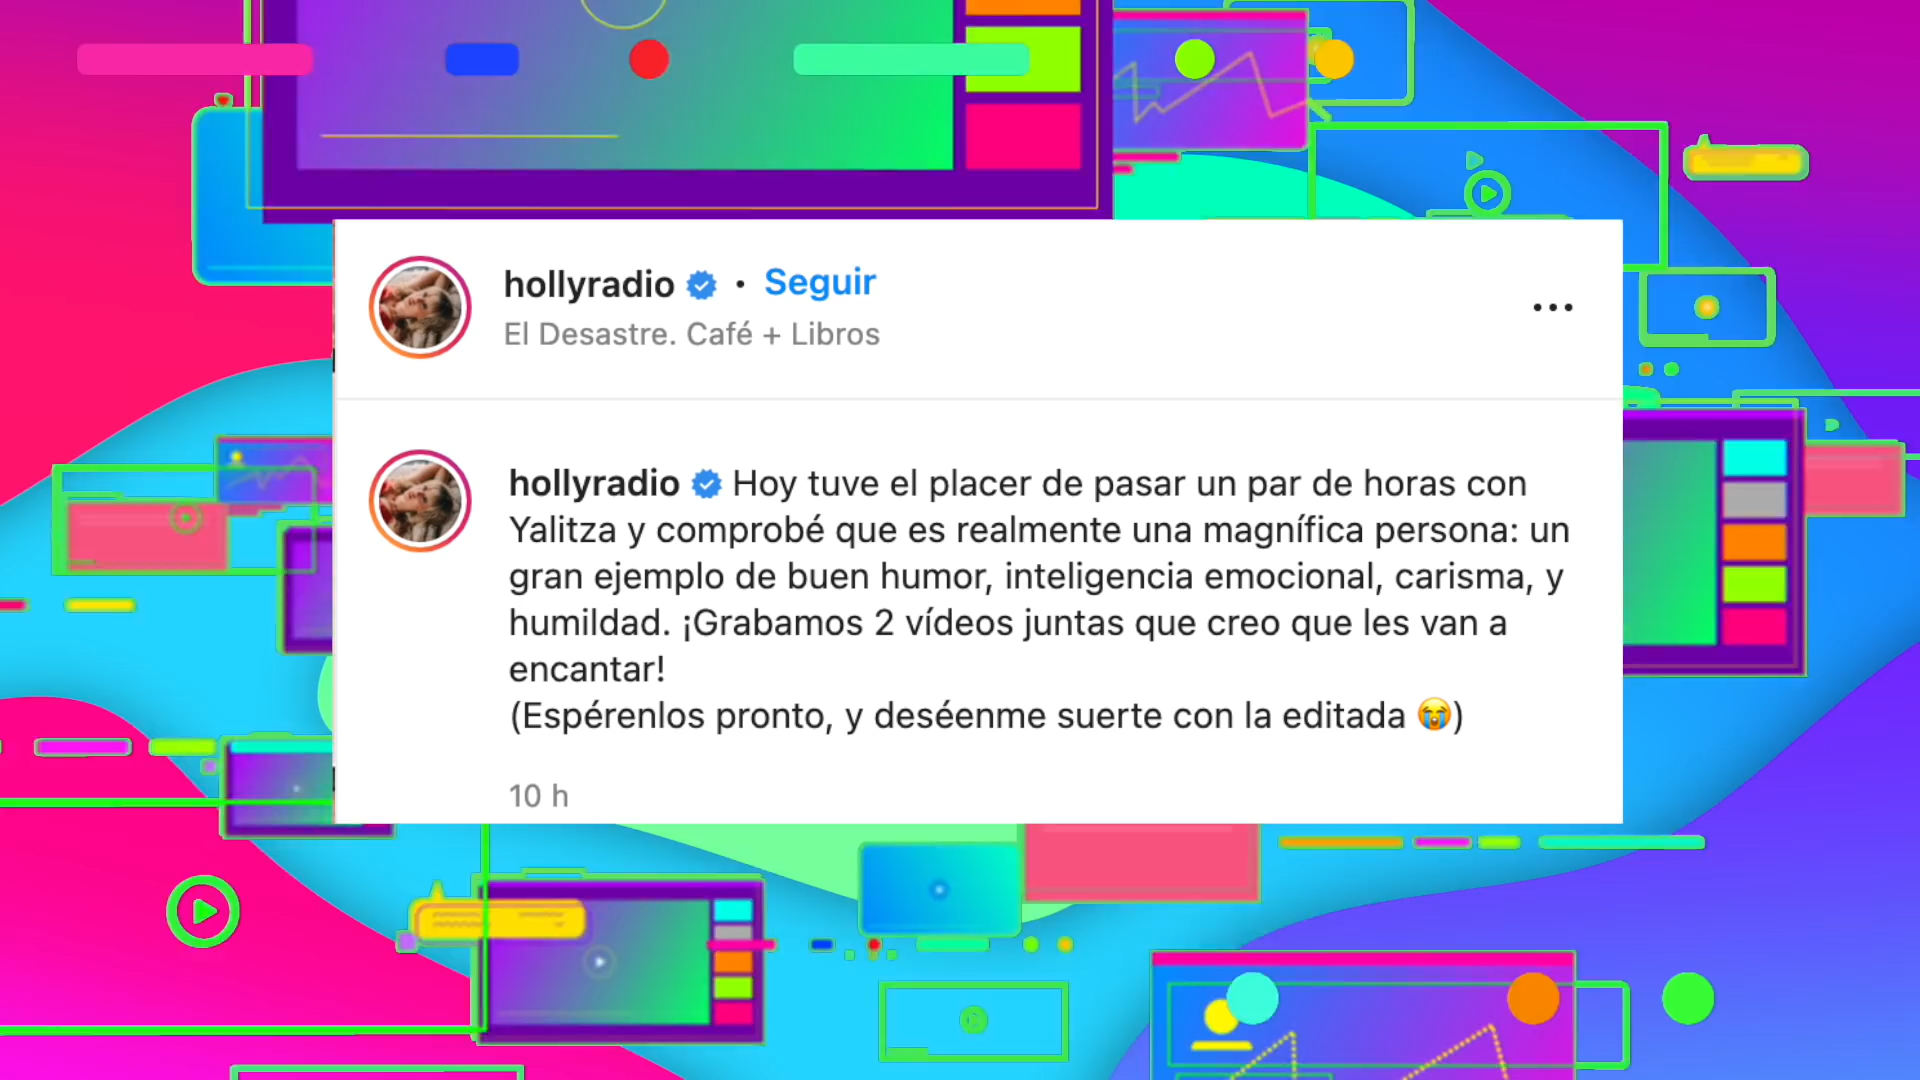 hollyradio • Seguir
El Desastre. Café + Libros
hollyradio Hoy tuve el placer de pasar un par de horas con
Yalitza y comprobé que es realmente una magnífica persona: un
gran ejemplo de buen humor, inteligencia emocional, carisma, y
humildad. ¡Grabamos 2 vídeos juntas que creo que les van a
encantar!
(Espérenlos pronto, y deséenme suerte con la editada 😭)
10 h